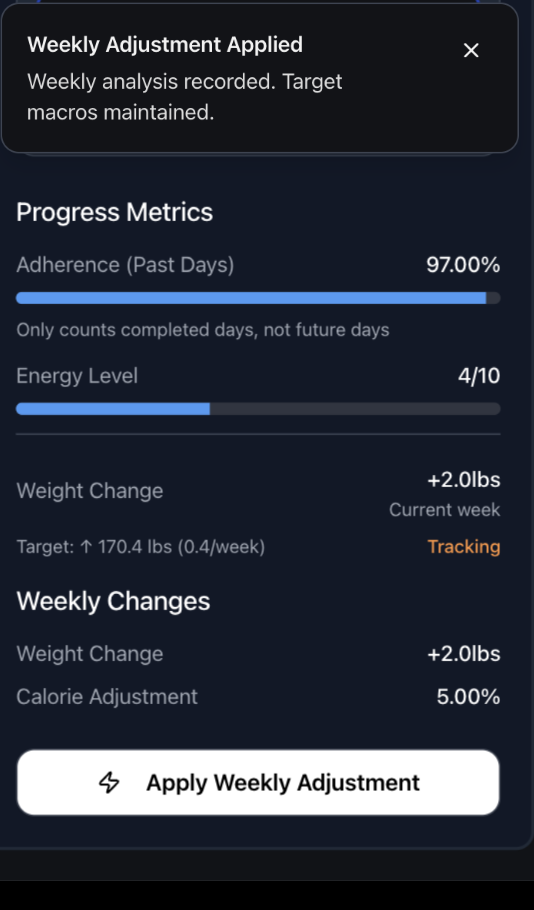 Weekly Adjustment Applied
Weekly analysis recorded. Target
macros maintained.
Progress Metrics
Adherence (Past Days) 97.00%
Only counts completed days, not future days
Energy Level 4/10
Weight Change +2.0lbs
Current week
Target: ↑ 170.4 lbs (0.4/week) Tracking
Weekly Changes
Weight Change +2.0lbs
Calorie Adjustment 5.00%
Apply Weekly Adjustment